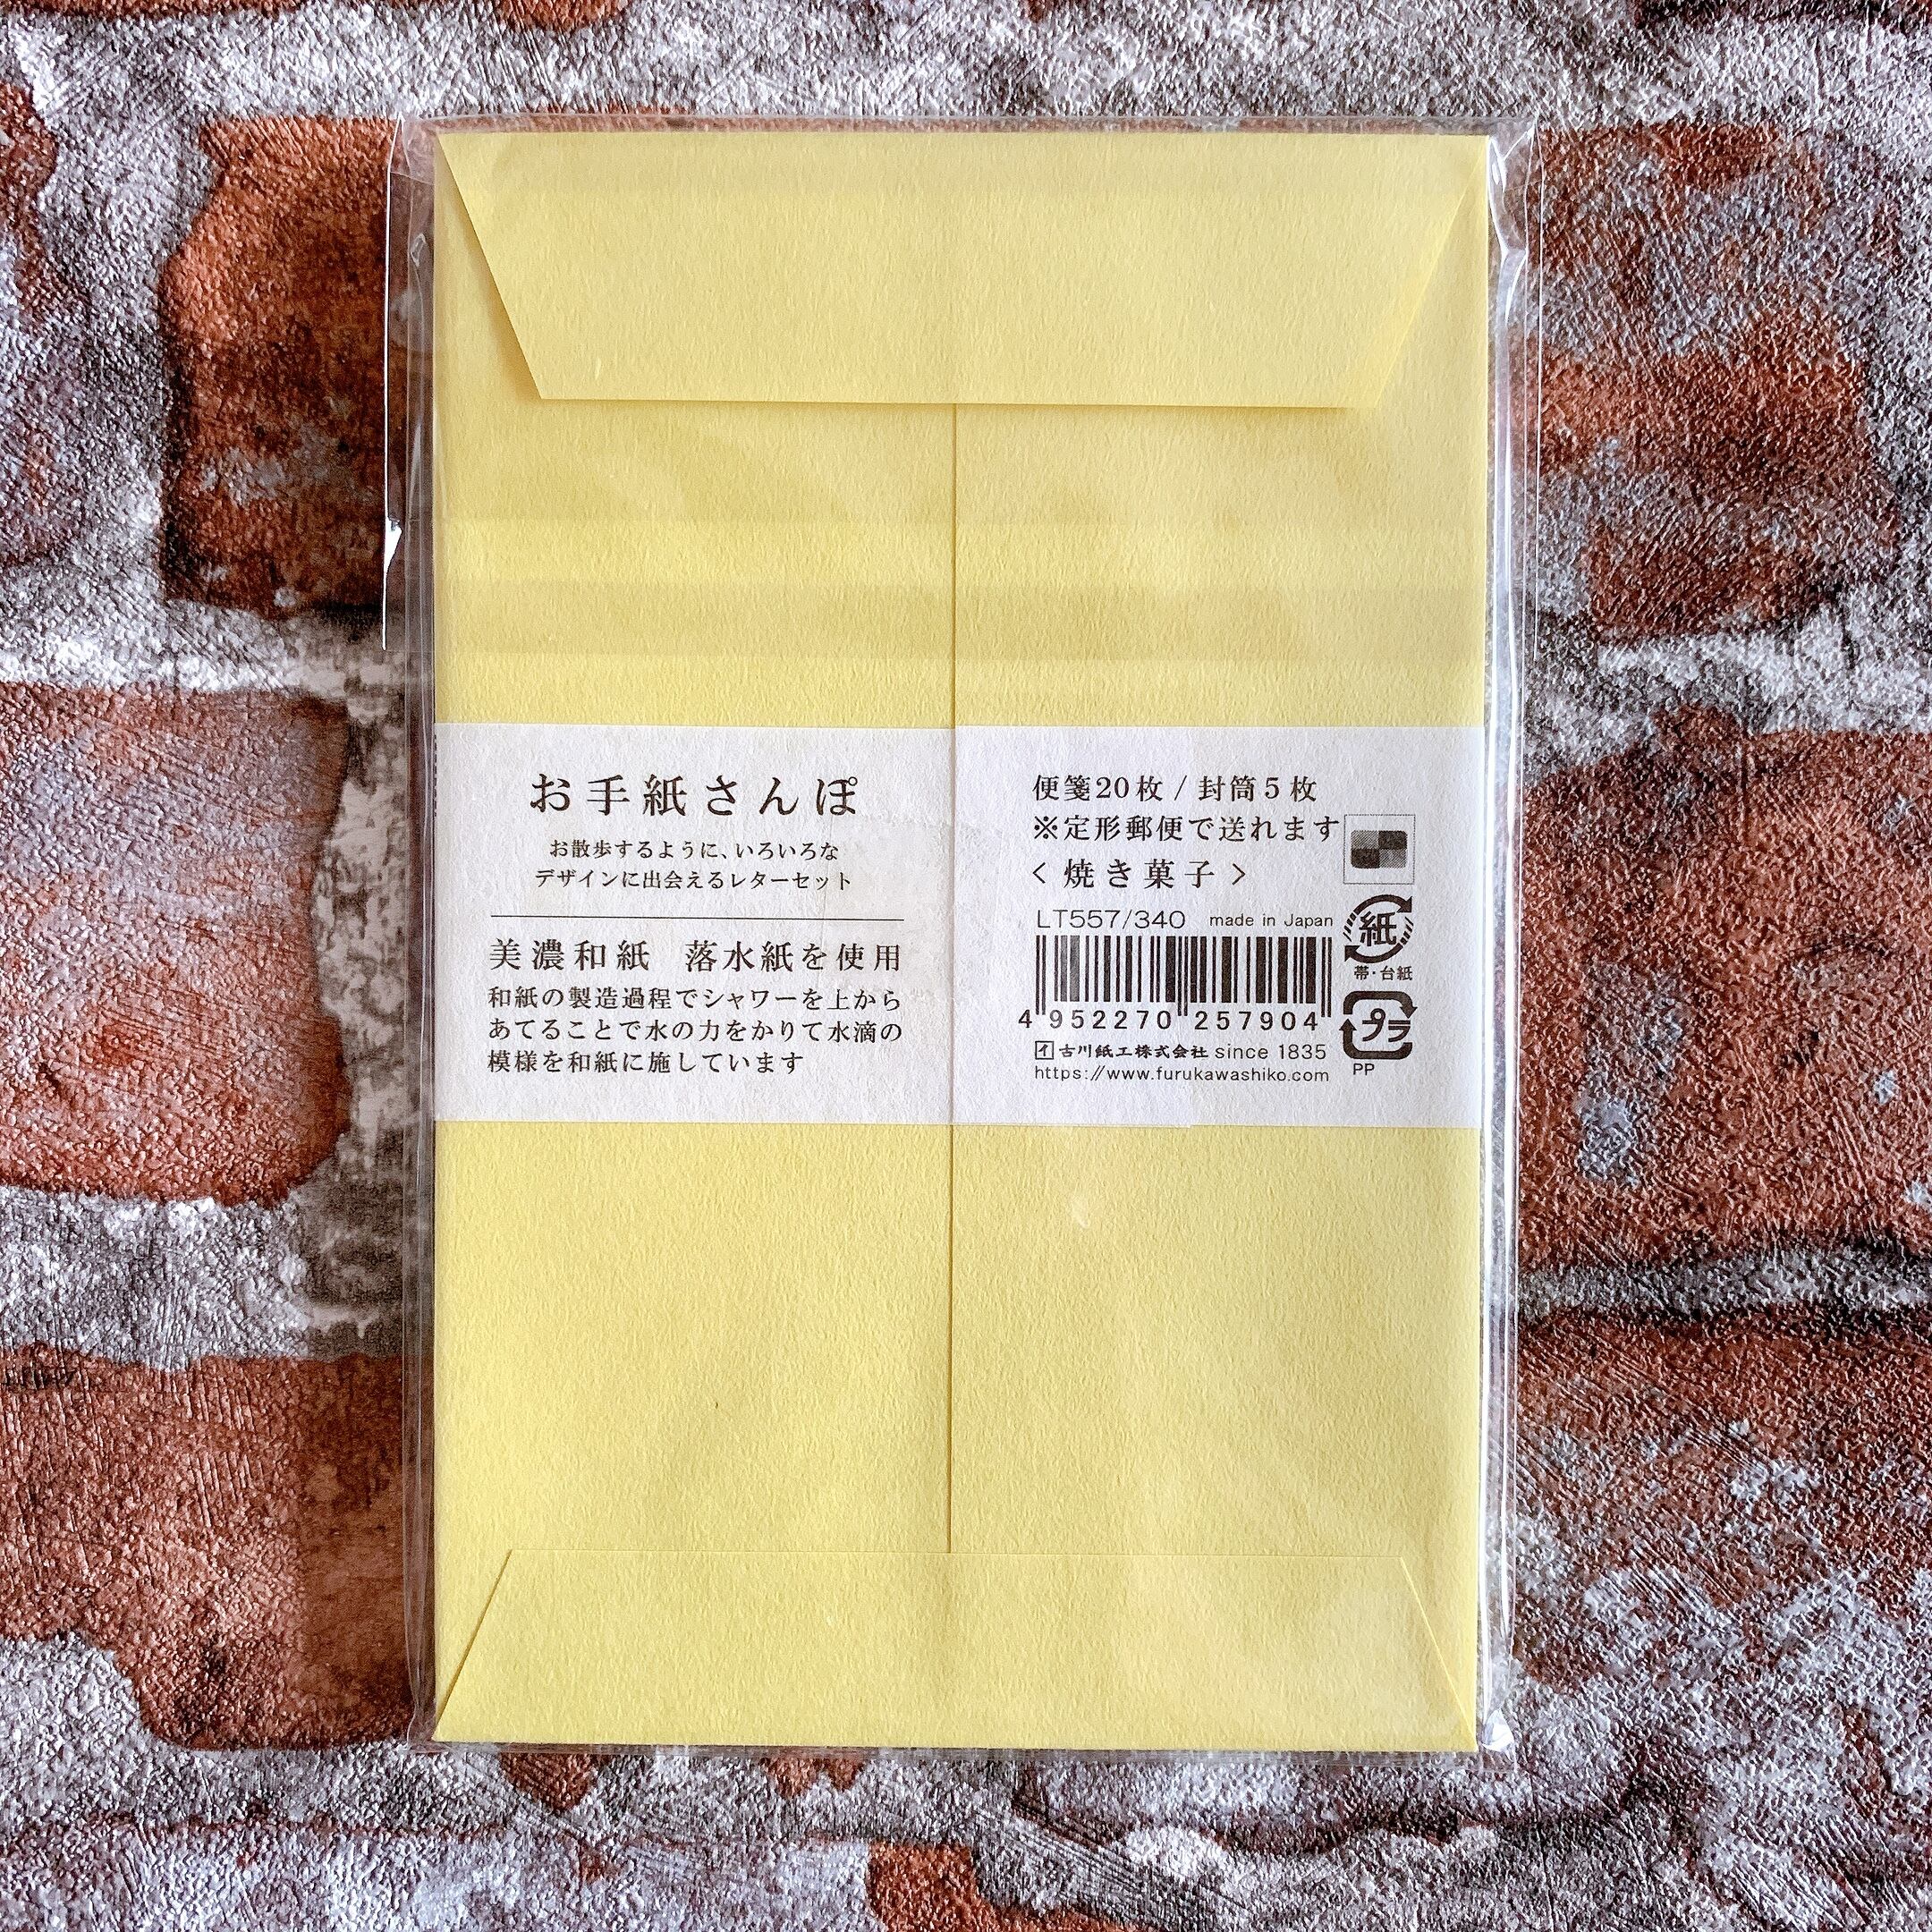 お手紙さんぽ
お散歩するように、いろいろな
デザインに出会えるレターセット
美濃和紙 落水紙を使用
和紙の製造過程でシャワーを上から
あてることで水の力をかりて水滴の
模様を和紙に施しています
便箋20枚 / 封筒5枚
※定形郵便で送れます
< 焼き菓子 >
LT557/340 made in Japan
4 952270 257904
イ 古川紙工株式会社 since 1835
https://www.furukawashiko.com
紙
帯・台紙
プラ
PP